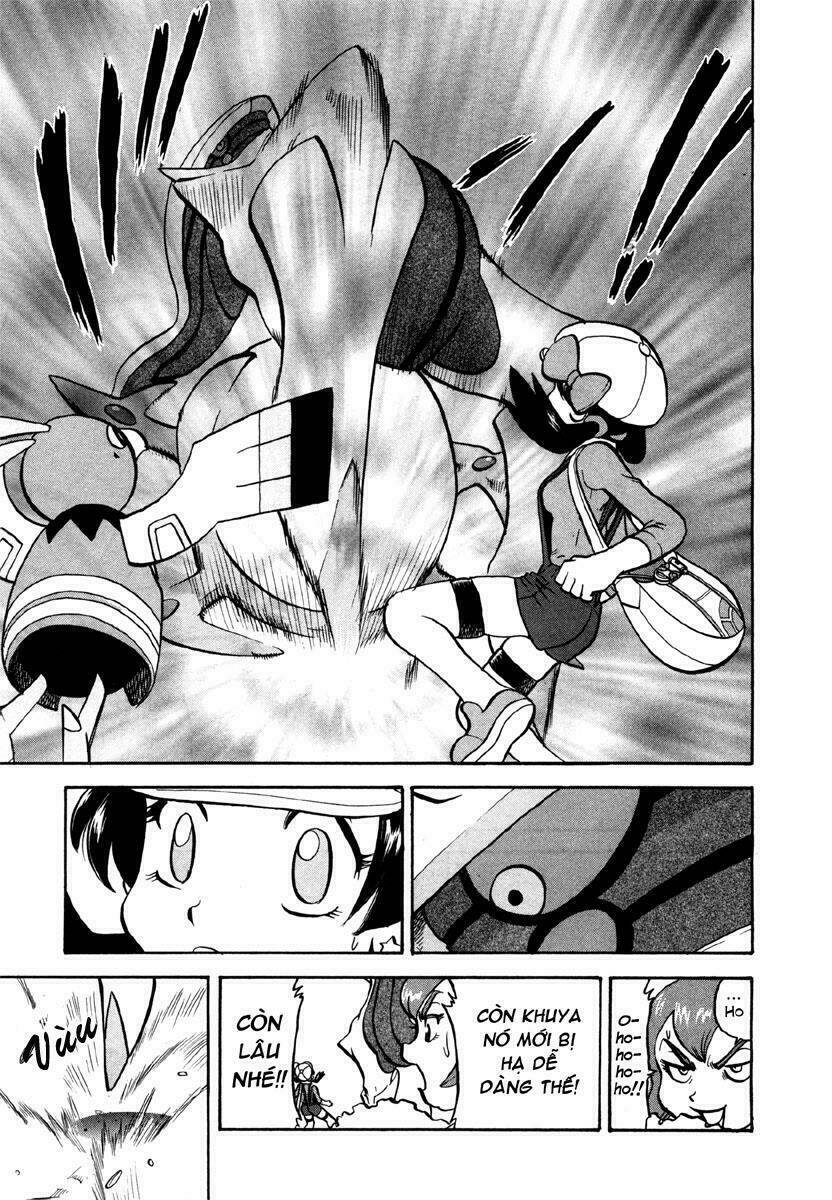 ...
Ho
O-
ho-
ho-
ho-
ho!!
CÒN KHUYA
NÓ MỚI BỊ
HẠ DỄ
DÀNG THẾ!
CÒN
LÂU
NHÉ!!
Vùu